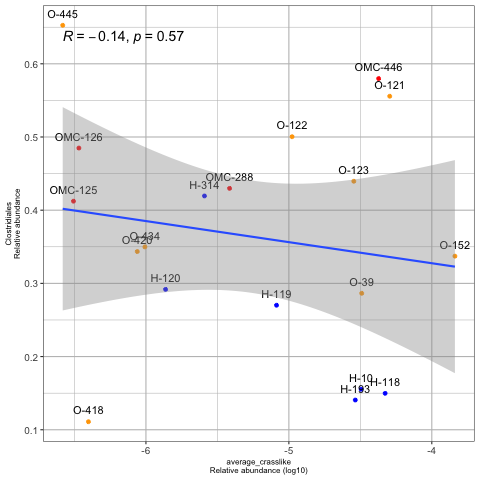 O-445
R = −0.14, p = 0.57
OMC-446
O-121
O-122
OMC-126
O-123
OMC-288
H-314
OMC-125
O-434
O-420
O-152
H-120
O-39
H-119
H-10
H-118
H-193
O-418
0.6
0.5
0.4
0.3
0.2
0.1
-6
-5
-4
Clostridiales
Relative abundance
average_crasslike
Relative abundance (log10)